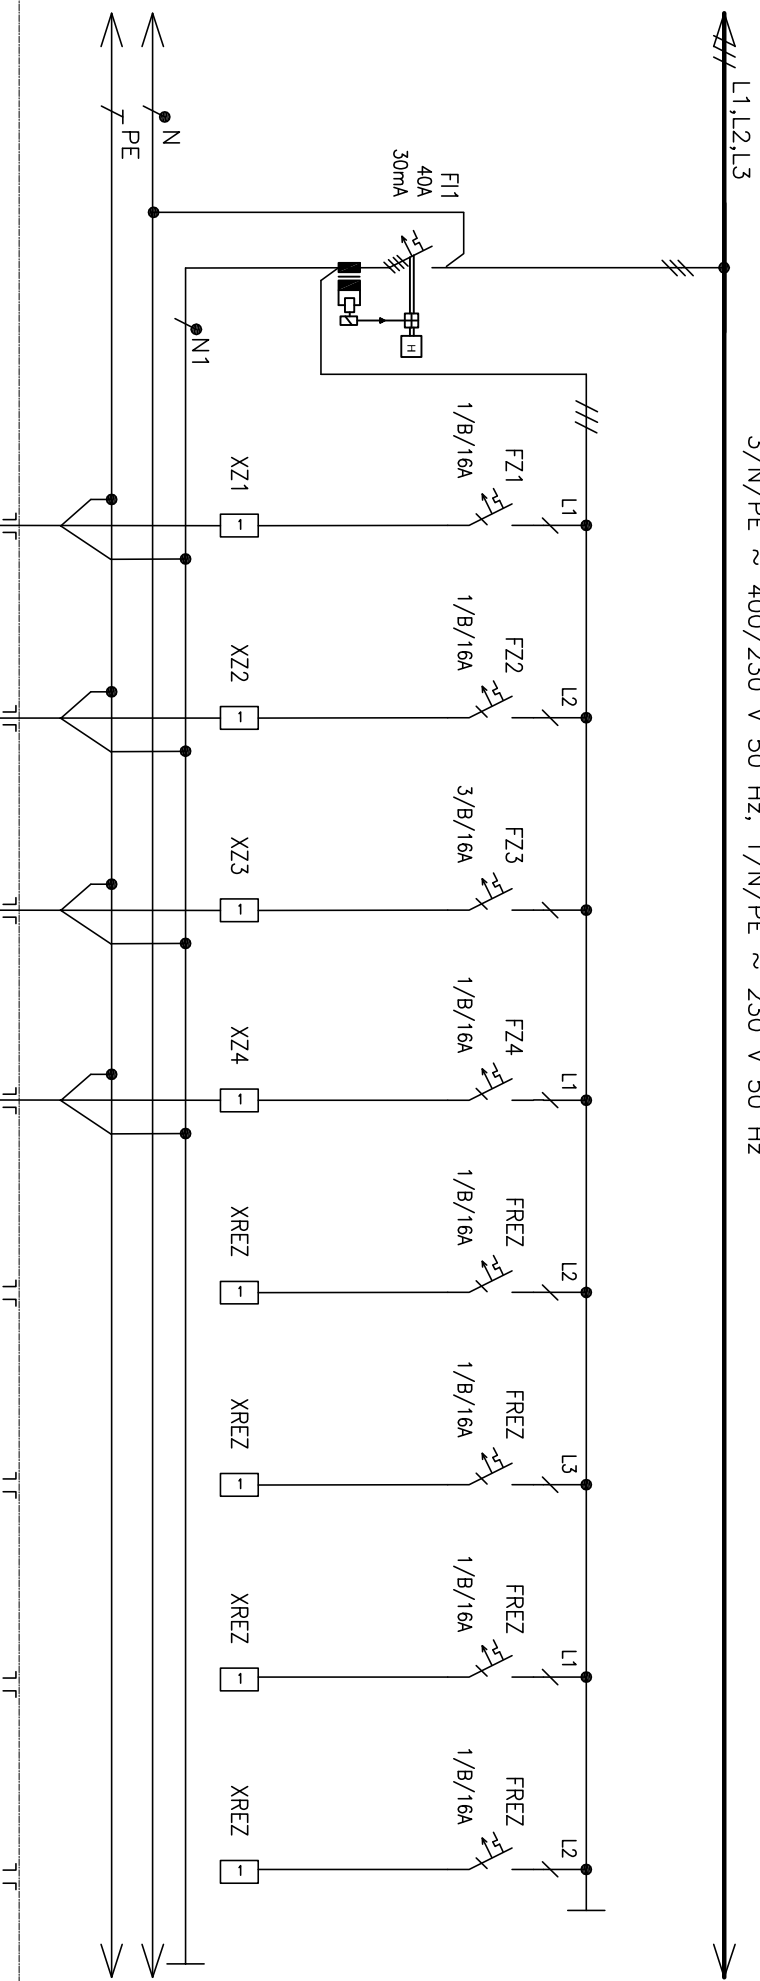 3/N/PE ~ 400/230 V 50 Hz, 1/N/PE ~ 230 V 50 Hz
L1,L2,L3
FI1
40A
30mA
H
N
PE
N1
L1
FZ1
1/B/16A
XZ1
1
L2
FZ2
1/B/16A
XZ2
1
FZ3
3/B/16A
XZ3
1
L1
FZ4
1/B/16A
XZ4
1
L2
FREZ
1/B/16A
XREZ
1
L3
FREZ
1/B/16A
XREZ
1
L1
FREZ
1/B/16A
XREZ
1
L2
FREZ
1/B/16A
XREZ
1